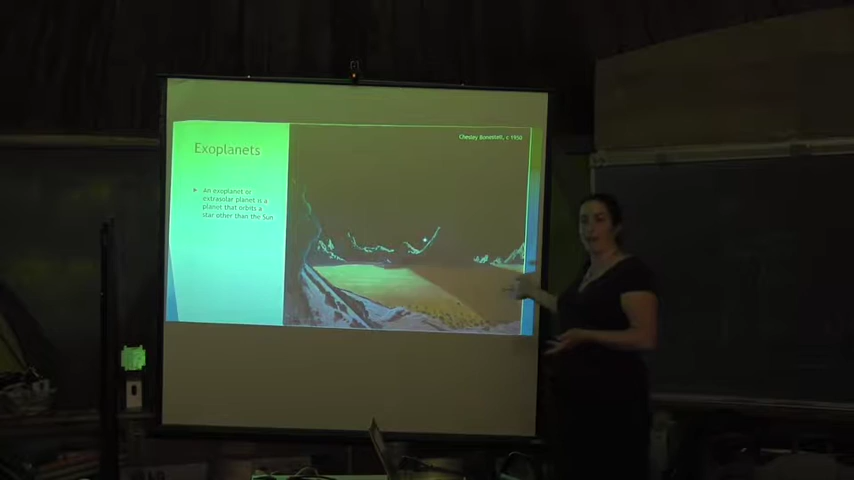 Exoplanets
Chesley Bonestell, c 1950
An exoplanet or
extrasolar planet is a
planet that orbits a
star other than the Sun